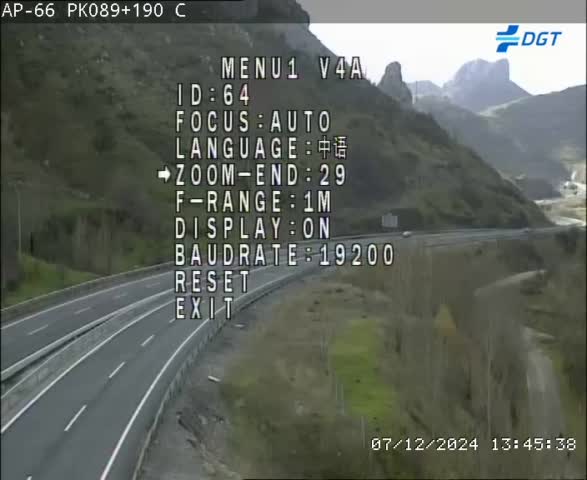 AP-66 PK089+190 C
DGT
MENU1 V4A
ID:64
FOCUS:AUTO
LANGUAGE:中语
ZOOM-END:29
F-RANGE:1M
DISPLAY:ON
BAUDRATE:19200
RESET
EXIT
07/12/2024 13:45:38